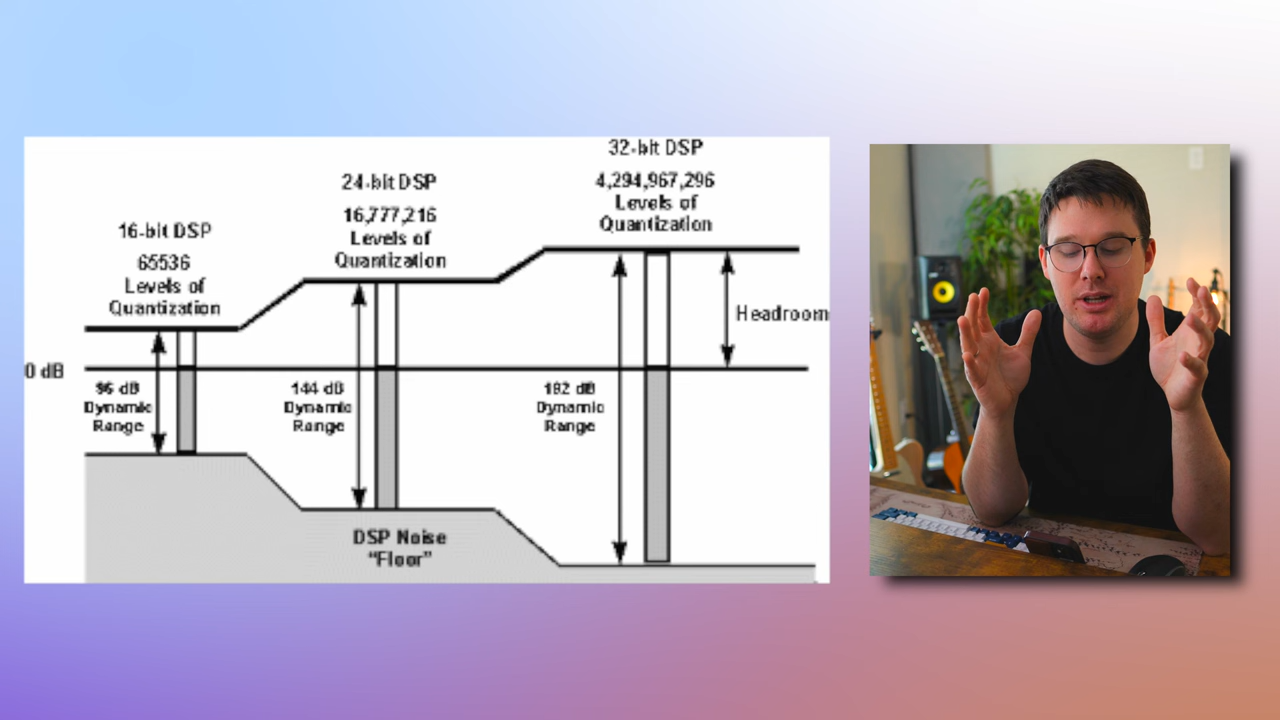 16-bit DSP
65536
Levels of
Quantization
24-bit DSP
16,777,216
Levels of
Quantization
32-bit DSP
4,294,967,296
Levels of
Quantization
Headroom
0 dB
96 dB
Dynamic
Range
144 dB
Dynamic
Range
192 dB
Dynamic
Range
DSP Noise
"Floor"